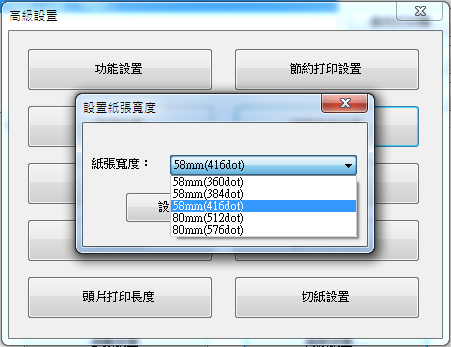 高級設置
功能設置
節約打印設置
設置紙張寬度
紙張寬度：
58mm(416dot)
58mm(360dot)
58mm(384dot)
58mm(416dot)
80mm(512dot)
80mm(576dot)
設
頭片打印長度
切紙設置